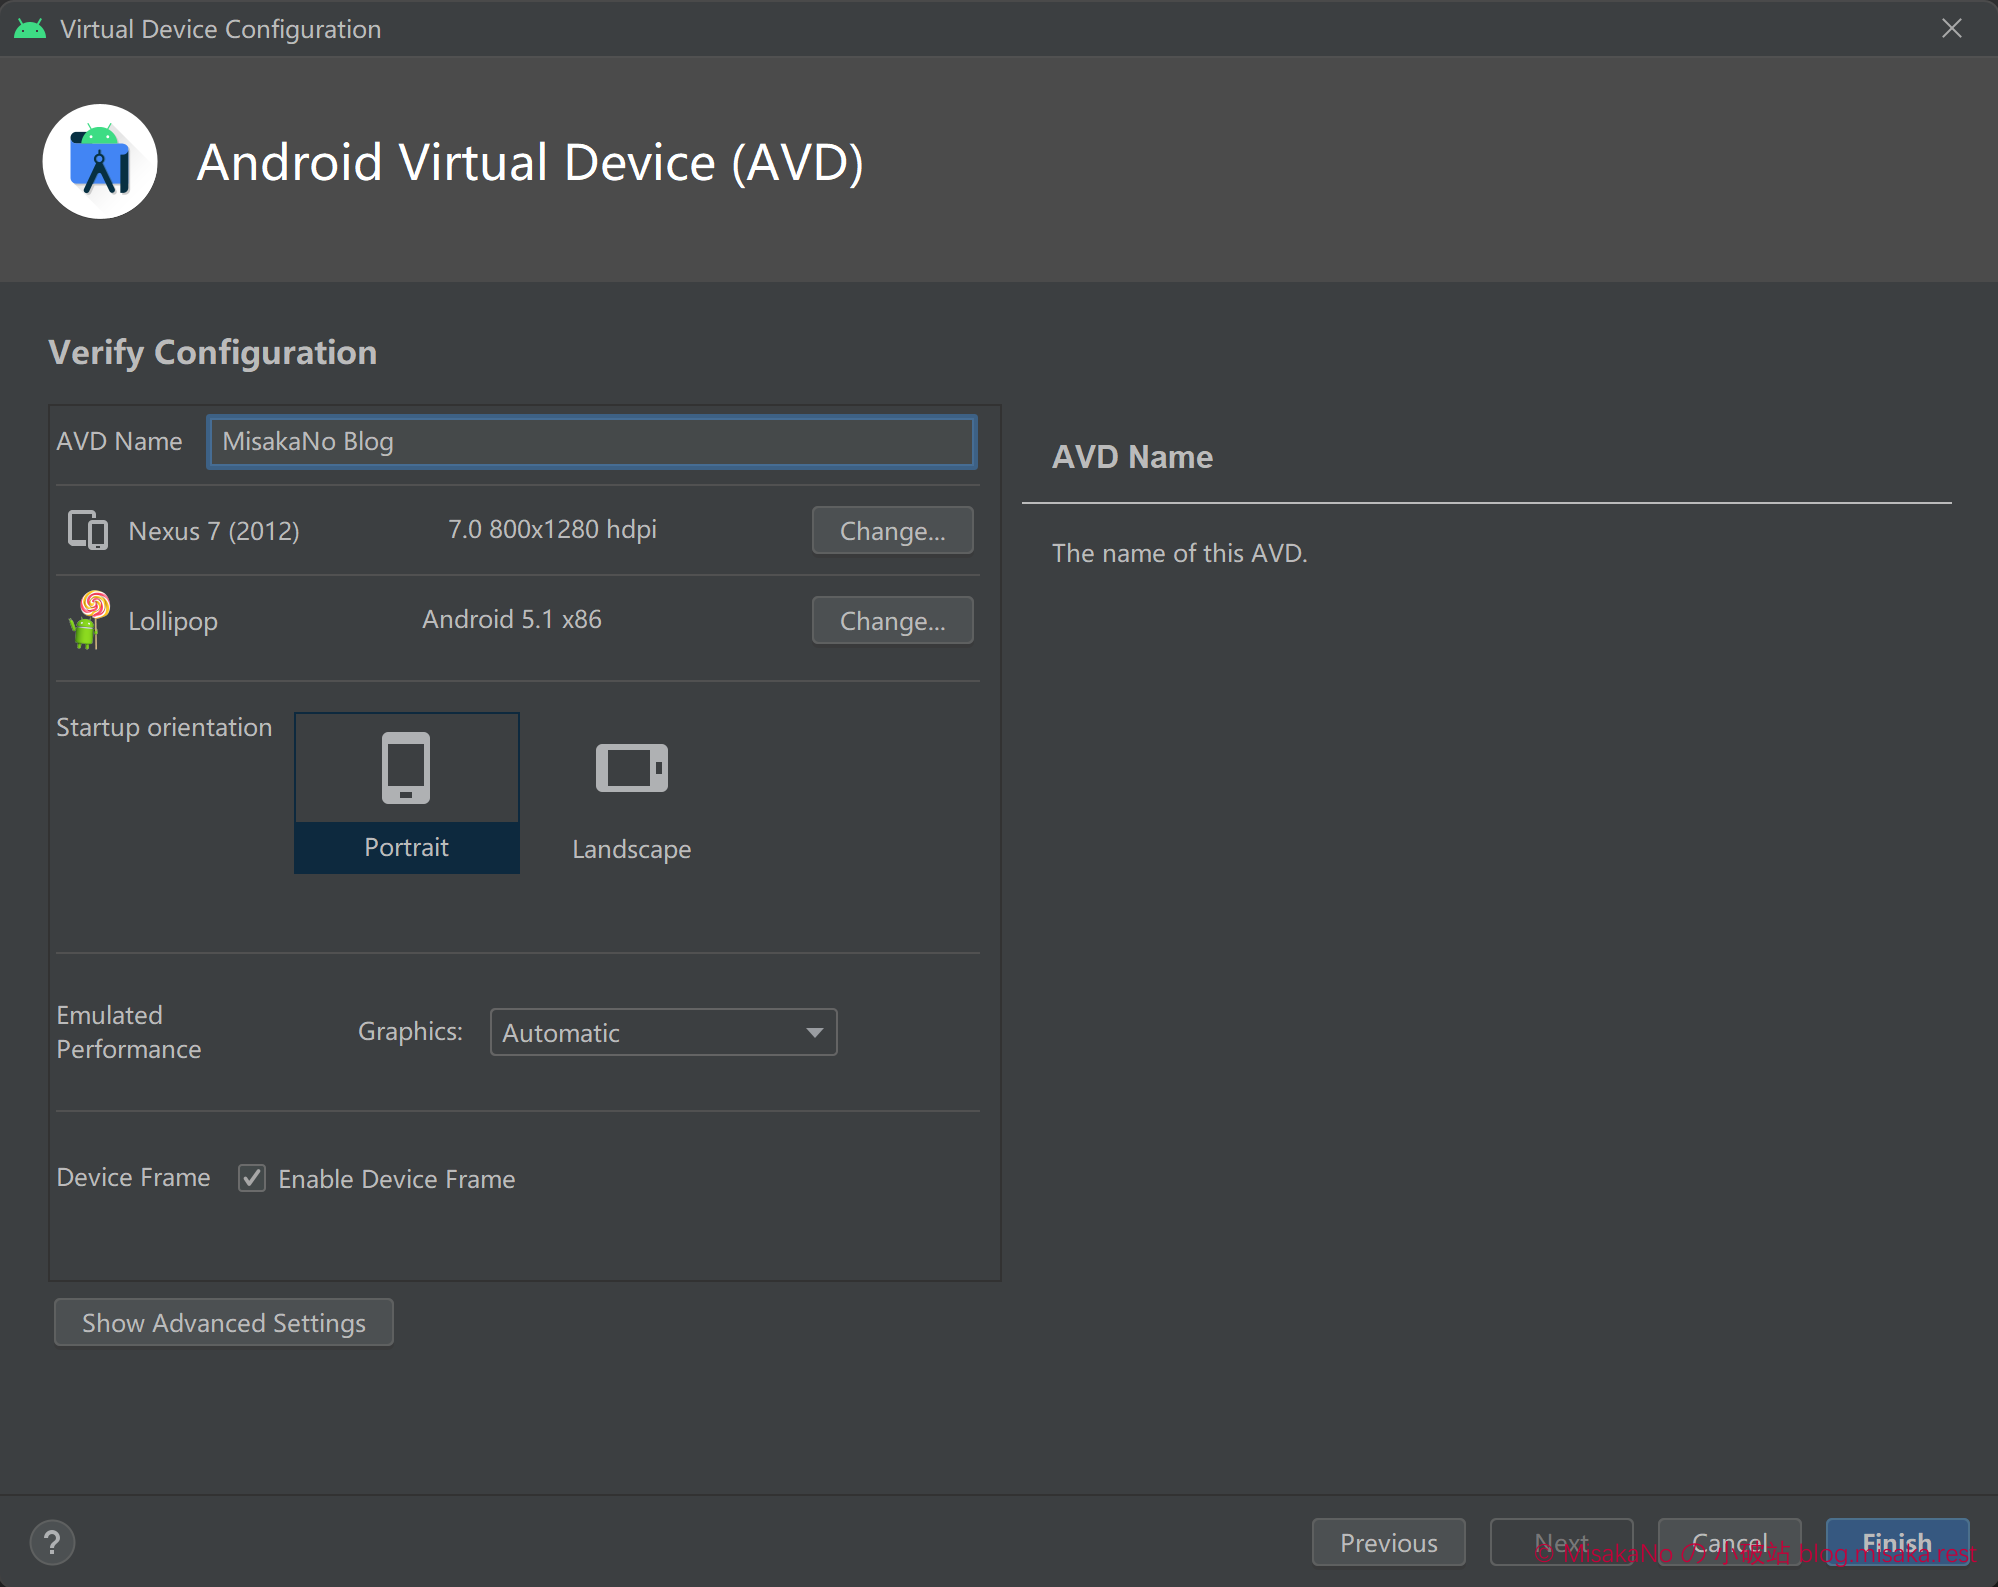 Virtual Device Configuration
Android Virtual Device (AVD)
Verify Configuration
AVD Name
MisakaNo Blog
Nexus 7 (2012)
7.0 800x1280 hdpi
Change...
Lollipop
Android 5.1 x86
Change...
Startup orientation
Portrait
Landscape
Emulated
Performance
Graphics:
Automatic
Device Frame
Enable Device Frame
Show Advanced Settings
AVD Name
The name of this AVD.
?
Previous
Next
Cancel
Finish
© MisakaNo の 小破站 blog.misaka.rest